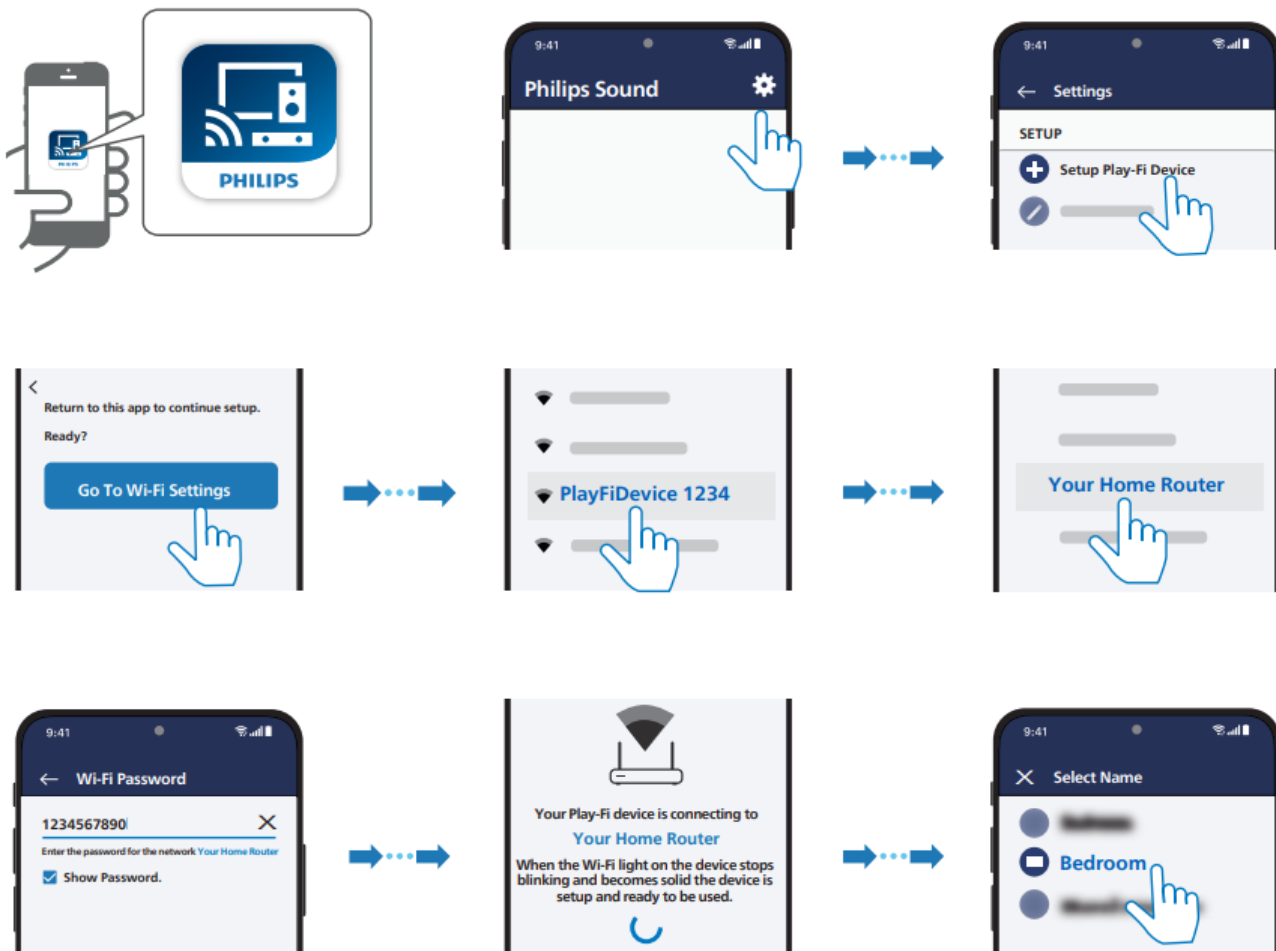 PHILIPS
PHILIPS
9:41
Philips Sound
9:41
Settings
SETUP
Setup Play-Fi Device
Return to this app to continue setup.
Ready?
Go To Wi-Fi Settings
PlayFiDevice 1234
Your Home Router
9:41
Wi-Fi Password
1234567890
Enter the password for the network Your Home Router
Show Password.
Your Play-Fi device is connecting to
Your Home Router
When the Wi-Fi light on the device stops
blinking and becomes solid the device is
setup and ready to be used.
9:41
Select Name
Bedroom